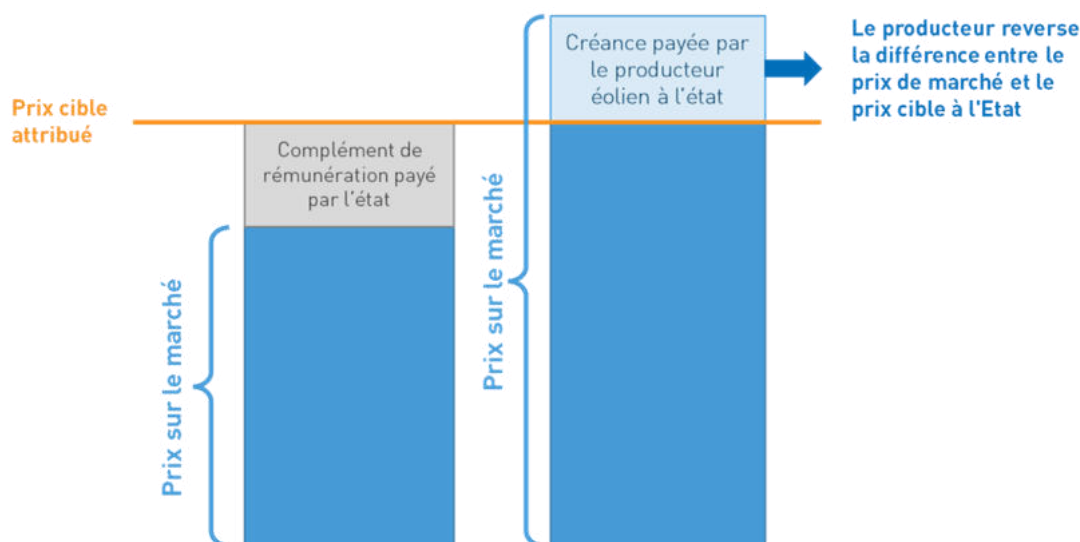 Créance payée par
le producteur
éolien à l'état
Le producteur reverse
la différence entre le
prix de marché et le
prix cible à l'Etat
Prix cible
attribué
Complément de
rémunération payé
par l'état
Prix sur le marché
Prix sur le marché